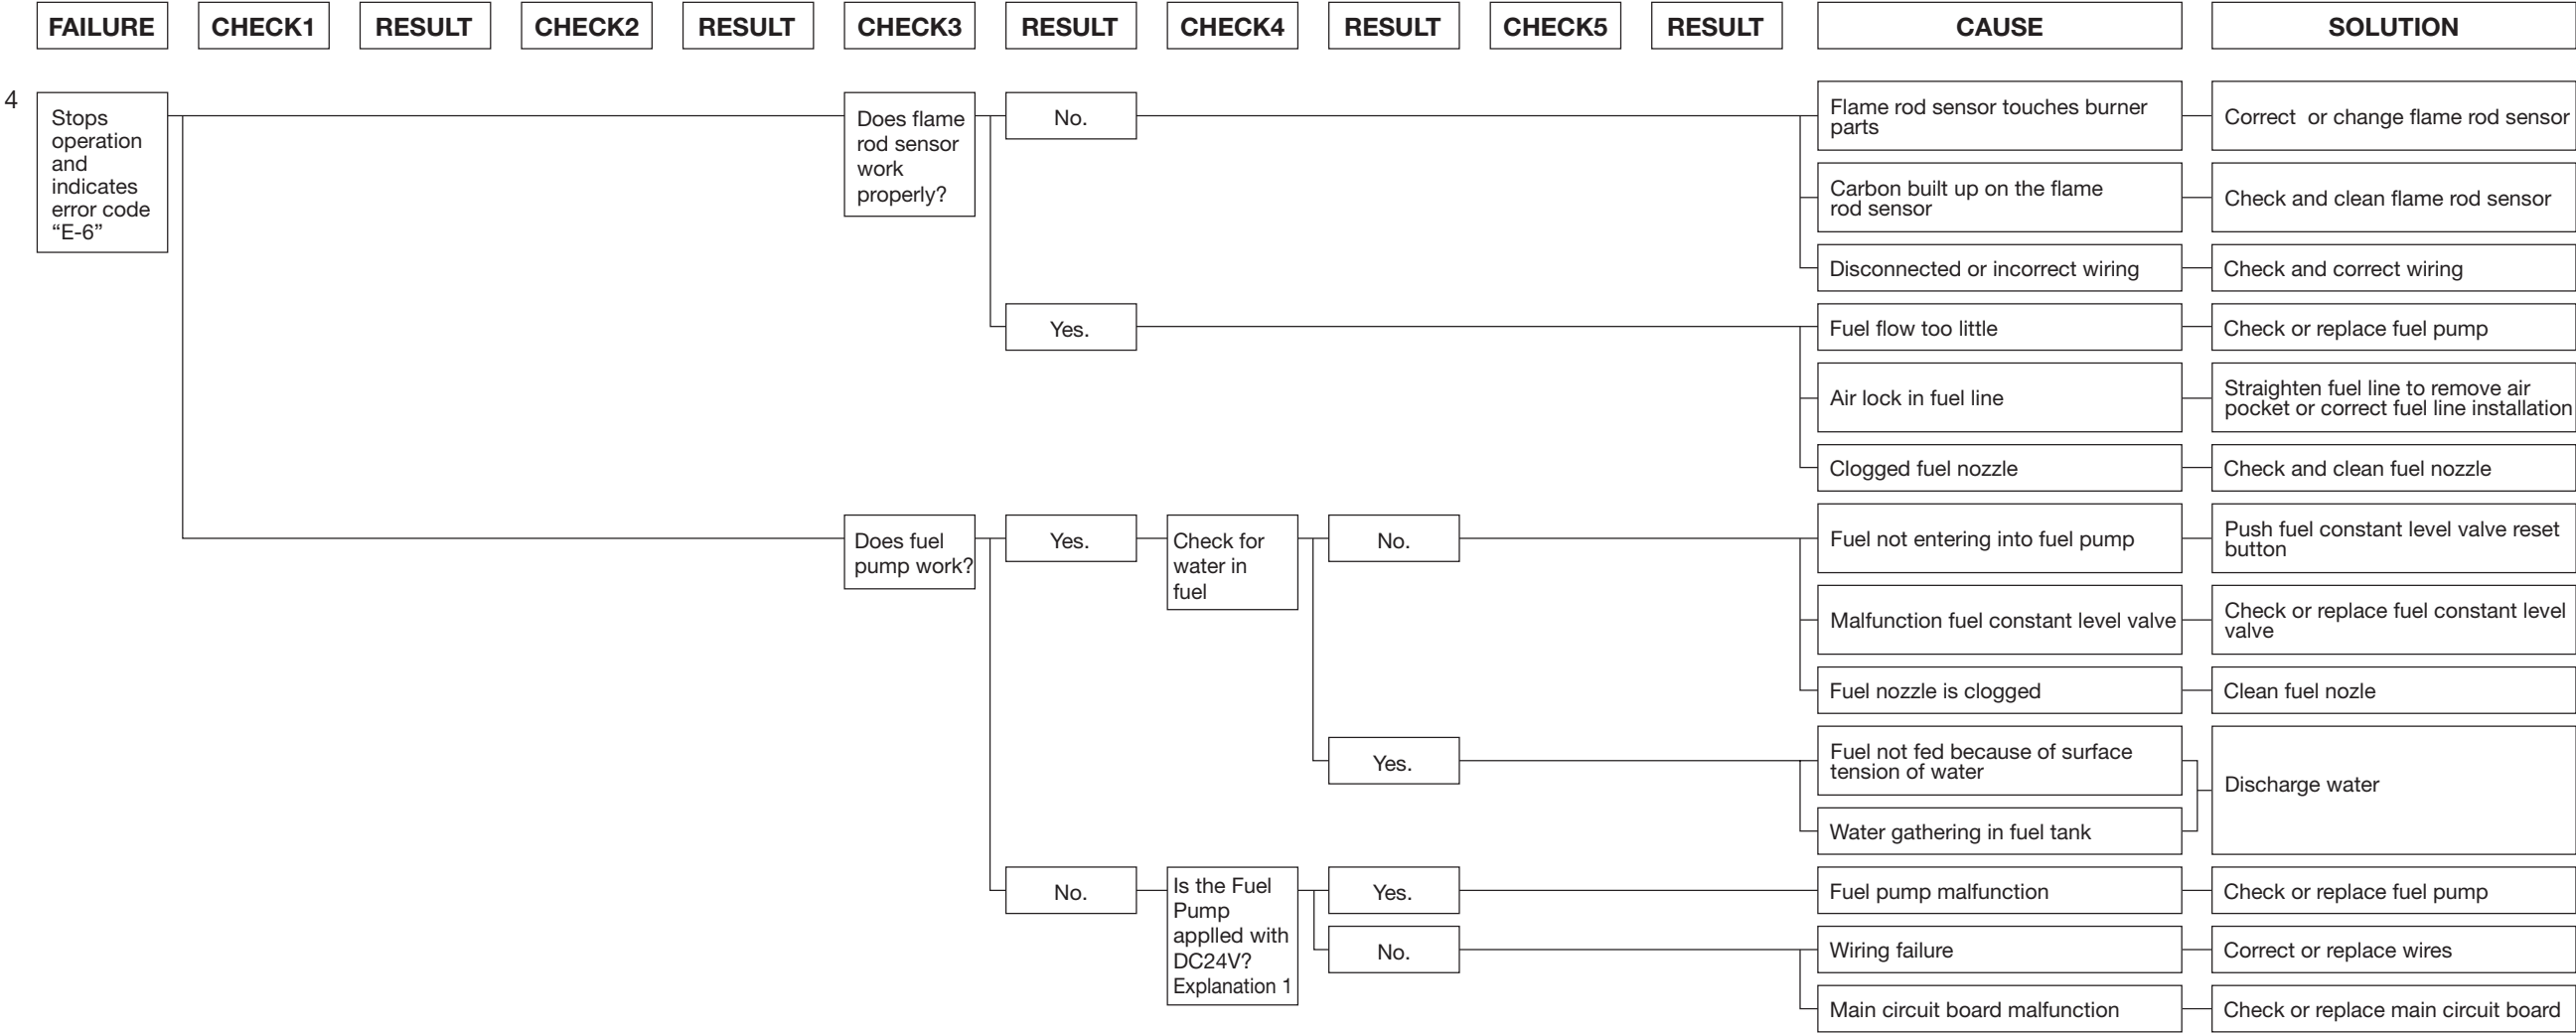 FAILURE CHECK1 RESULT CHECK2 RESULT CHECK3 RESULT CHECK4 RESULT CHECK5 RESULT CAUSE SOLUTION
4
Stops
operation
and
indicates
error code
“E-6”
Does flame
rod sensor
work
properly?
No.
Flame rod sensor touches burner
parts
Correct or change flame rod sensor
Carbon built up on the flame
rod sensor
Check and clean flame rod sensor
Disconnected or incorrect wiring
Check and correct wiring
Yes.
Fuel flow too little
Check or replace fuel pump
Air lock in fuel line
Straighten fuel line to remove air
pocket or correct fuel line installation
Clogged fuel nozzle
Check and clean fuel nozzle
Does fuel
pump work?
Yes.
Check for
water in
fuel
No.
Fuel not entering into fuel pump
Push fuel constant level valve reset
button
Malfunction fuel constant level valve
Check or replace fuel constant level
valve
Fuel nozzle is clogged
Clean fuel nozle
Yes.
Fuel not fed because of surface
tension of water
Water gathering in fuel tank
Discharge water
No.
Is the Fuel
Pump
applled with
DC24V?
Explanation 1
Yes.
Fuel pump malfunction
Check or replace fuel pump
No.
Wiring failure
Correct or replace wires
Main circuit board malfunction
Check or replace main circuit board